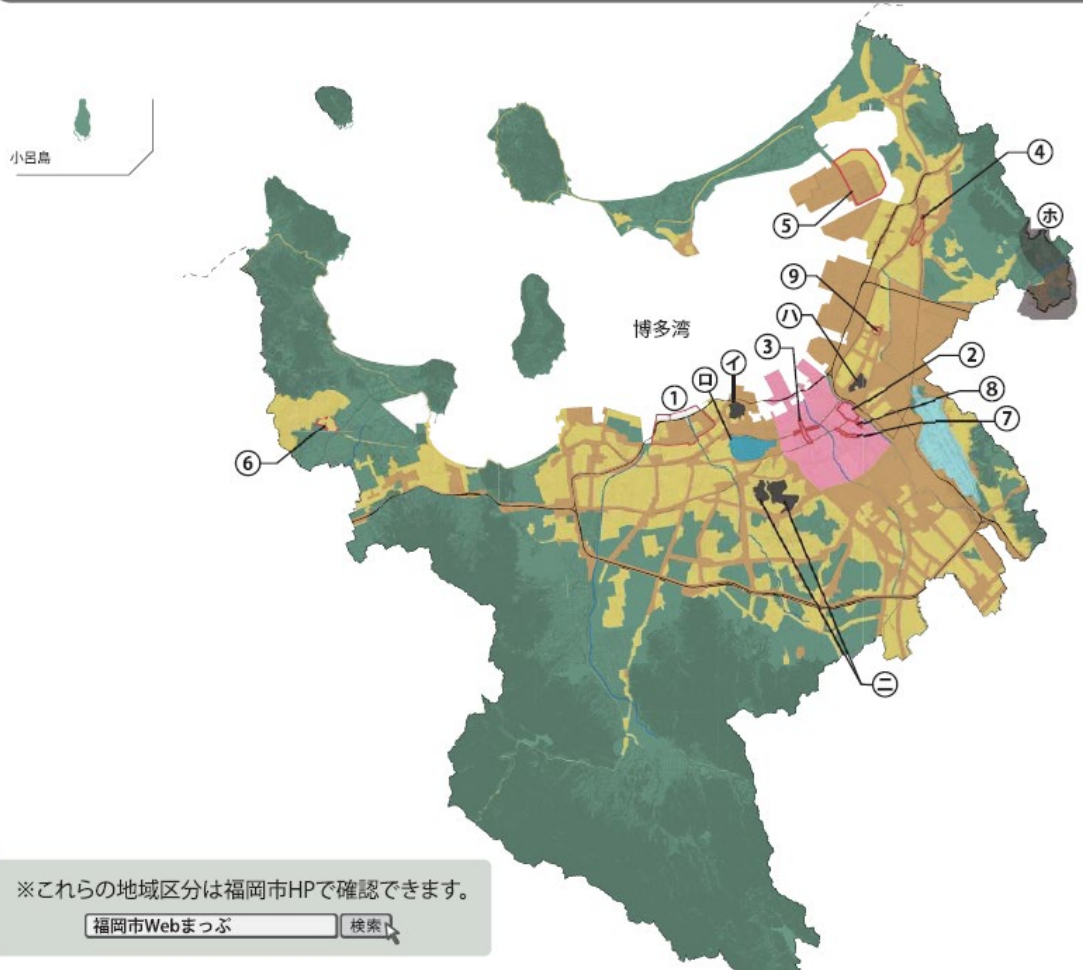 小呂島
④
ホ
⑤
⑨
ハ
博多湾
③
②
イ
ロ
①
⑧
⑦
⑥
ニ
※これらの地域区分は福岡市HPで確認できます。
福岡市Webまっぷ 検索